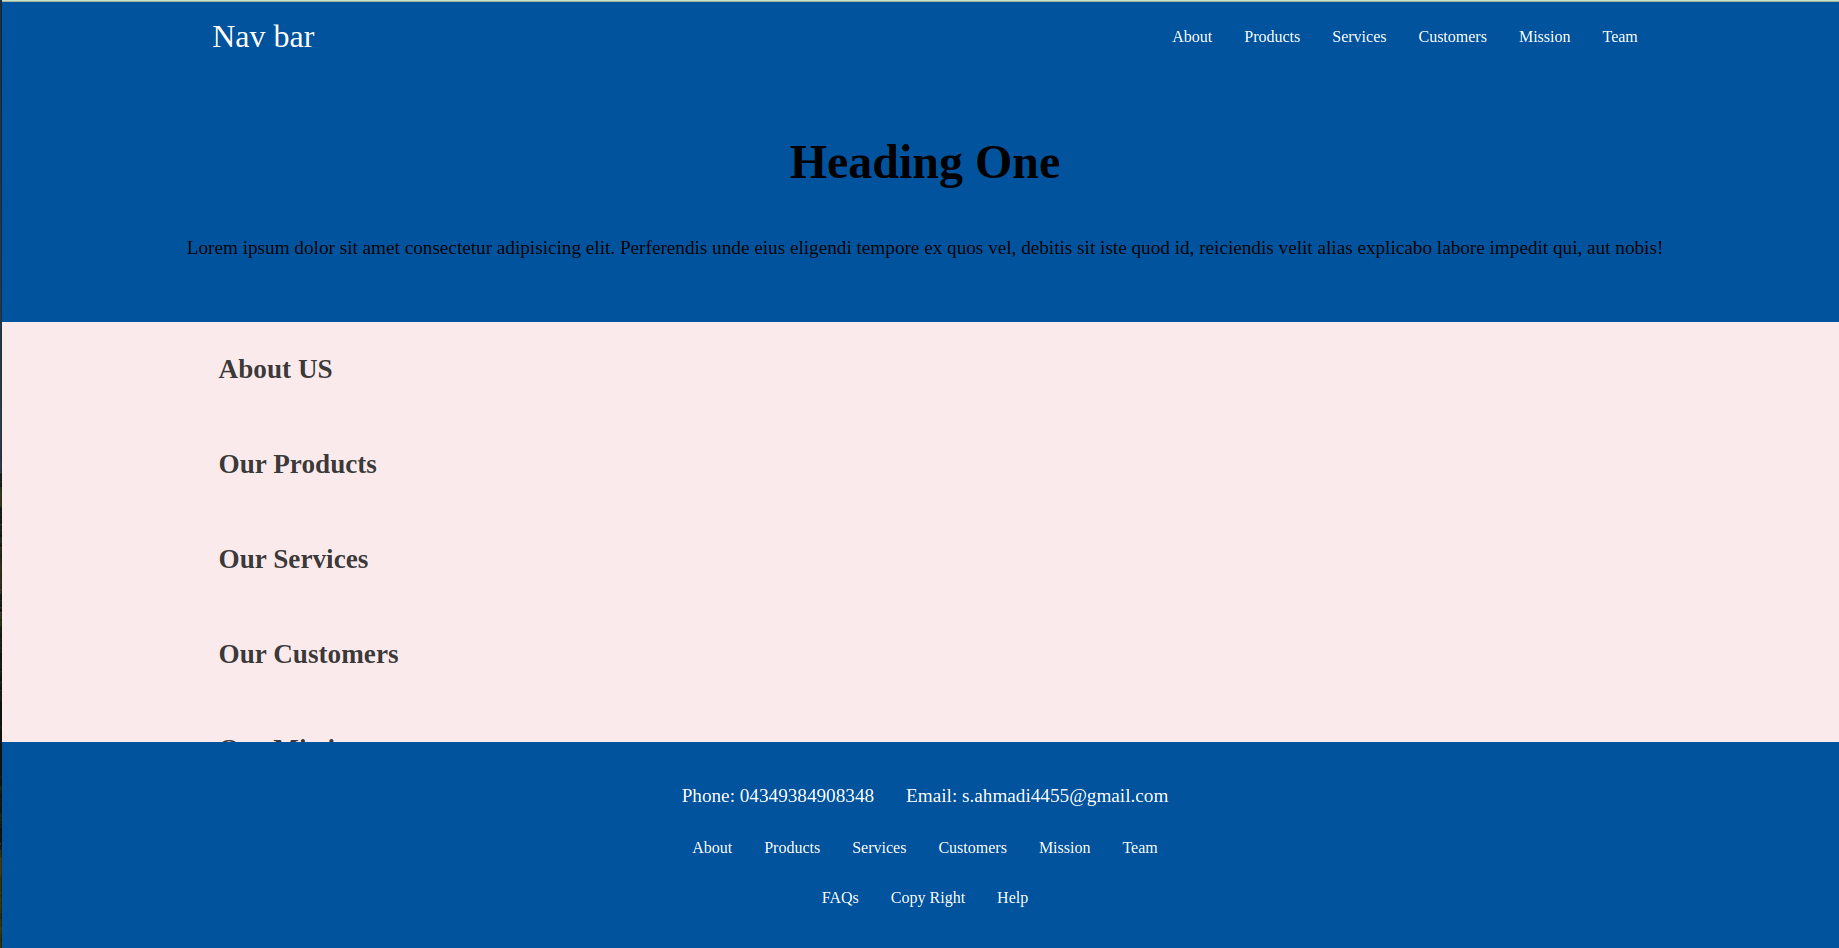 Nav bar
About Products Services Customers Mission Team
Heading One
Lorem ipsum dolor sit amet consectetur adipisicing elit. Perferendis unde eius eligendi tempore ex quos vel, debitis sit iste quod id, reiciendis velit alias explicabo labore impedit qui, aut nobis!
About US
Our Products
Our Services
Our Customers
Phone: 04349384908348 Email: s.ahmadi4455@gmail.com
About Products Services Customers Mission Team
FAQs Copy Right Help